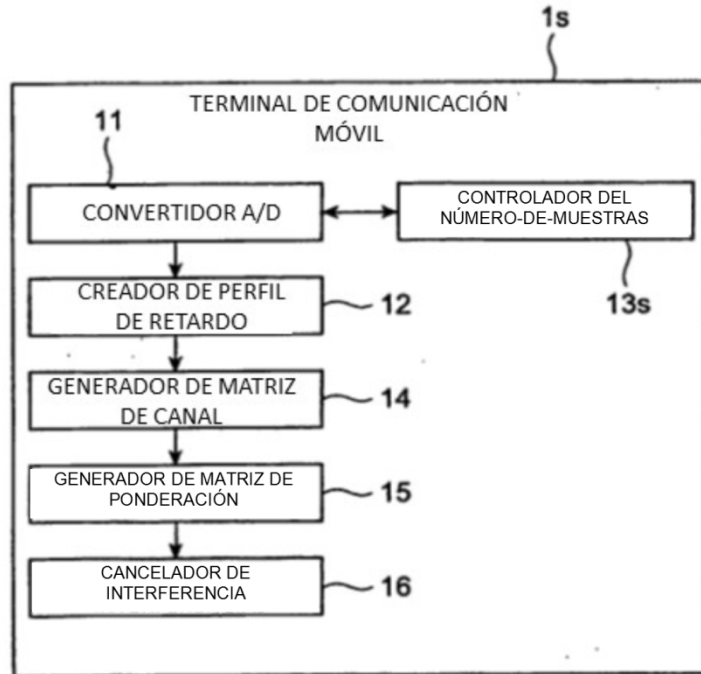 1s
TERMINAL DE COMUNICACIÓN
MÓVIL
11
CONVERTIDOR A/D
CONTROLADOR DEL
NÚMERO-DE-MUESTRAS
13s
CREADOR DE PERFIL
DE RETARDO
12
GENERADOR DE MATRIZ
DE CANAL
14
GENERADOR DE MATRIZ DE
PONDERACIÓN
15
CANCELADOR DE
INTERFERENCIA
16